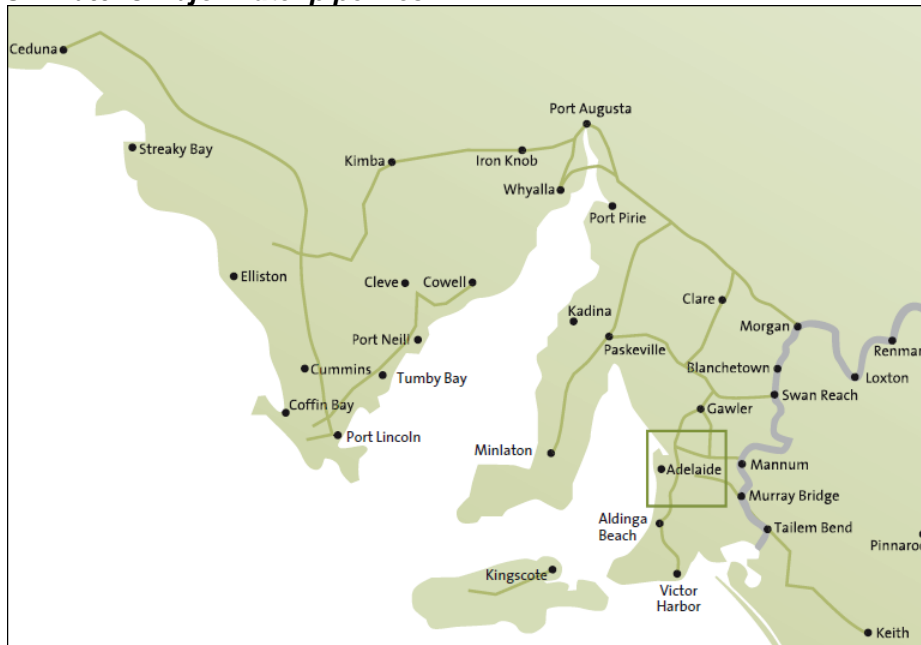 Ceduna
Port Augusta
Streaky Bay
Kimba
Iron Knob
Whyalla
Port Pirie
Elliston
Cleve
Cowell
Clare
Kadina
Morgan
Port Neill
Paskeville
Renmar
Blanchetown
Cummins
Tumby Bay
Loxton
Swan Reach
Coffin Bay
Gawler
Port Lincoln
Minlaton
Mannum
Adelaide
Murray Bridge
Aldinga
Beach
Tailem Bend
Pinnaroo
Kingscote
Victor
Harbor
Keith